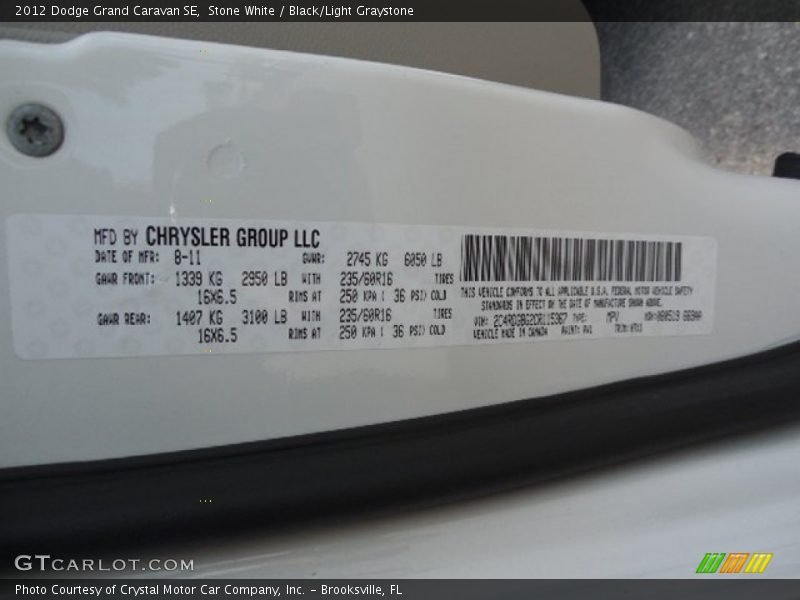 2012 Dodge Grand Caravan SE, Stone White / Black/Light Graystone
MFD BY CHRYSLER GROUP LLC
DATE OF MFR: 8-11 GVWR: 2745 KG 6050 LB
GAWR FRONT: 1339 KG 2950 LB WITH 235/60R16 TIRES
16X6.5 RIMS AT 250 KPA ( 36 PSI) COLD
GAWR REAR: 1407 KG 3100 LB WITH 235/60R16 TIRES
16X6.5 RIMS AT 250 KPA ( 36 PSI) COLD
THIS VEHICLE CONFORMS TO ALL APPLICABLE U.S.A. FEDERAL MOTOR VEHICLE SAFETY
STANDARDS IN EFFECT ON THE DATE OF MANUFACTURE SHOWN ABOVE.
VIN: 2C4RDGBG2CR115367 TYPE: MPV
VEHICLE MADE IN CANADA PAINT: PW1 TRIM:
GTCARLOT.COM
Photo Courtesy of Crystal Motor Car Company, Inc. – Brooksville, FL